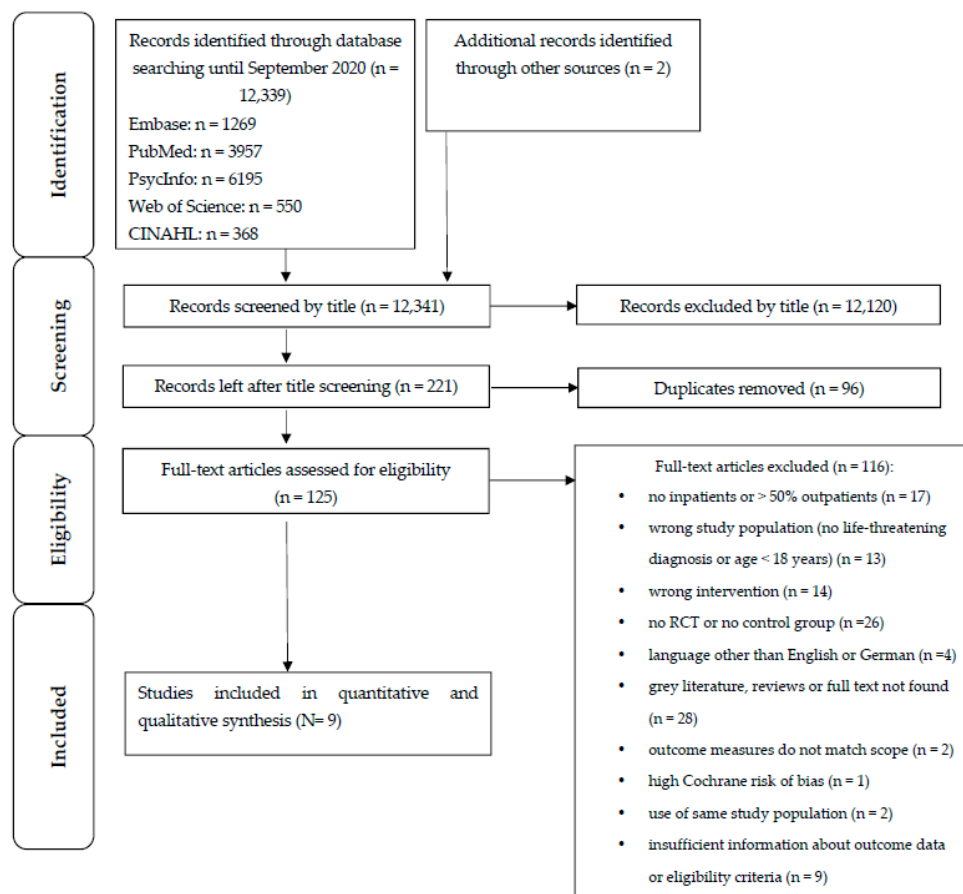 Identification
Records identified through database
searching until September 2020 (n =
12,339)
Embase: n = 1269
PubMed: n = 3957
PsycInfo: n = 6195
Web of Science: n = 550
CINAHL: n = 368
Additional records identified
through other sources (n = 2)
Screening
Records screened by title (n = 12,341)
Records excluded by title (n = 12,120)
Records left after title screening (n = 221)
Duplicates removed (n = 96)
Eligibility
Full-text articles assessed for eligibility
(n = 125)
Full-text articles excluded (n = 116):
• no inpatients or > 50% outpatients (n = 17)
• wrong study population (no life-threatening
diagnosis or age < 18 years) (n = 13)
• wrong intervention (n = 14)
• no RCT or no control group (n =26)
• language other than English or German (n =4)
• grey literature, reviews or full text not found
(n = 28)
• outcome measures do not match scope (n = 2)
• high Cochrane risk of bias (n = 1)
• use of same study population (n = 2)
• insufficient information about outcome data
or eligibility criteria (n = 9)
Included
Studies included in quantitative and
qualitative synthesis (N= 9)